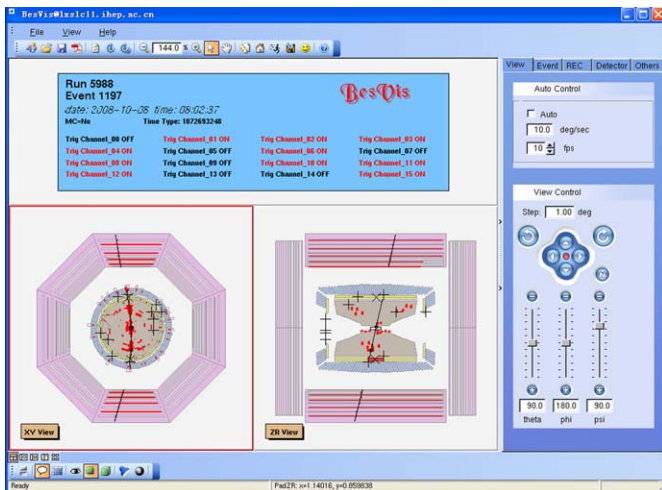 BesVis@lxslc11.ihep.ac.cn
File View Help
144.0 %
Run 5988
Event 1197
BesVis
date: 2008-10-08 time: 08:02:37
MC=No Time Type: 1072693248
Trig Channel_00 OFF Trig Channel_01 ON Trig Channel_02 ON Trig Channel_03 ON
Trig Channel_04 ON Trig Channel_05 OFF Trig Channel_06 ON Trig Channel_07 OFF
Trig Channel_08 ON Trig Channel_09 OFF Trig Channel_10 ON Trig Channel_11 ON
Trig Channel_12 ON Trig Channel_13 OFF Trig Channel_14 OFF Trig Channel_15 ON
View Event REC Detector Others
Auto Control
Auto
10.0 deg/sec
10 fps
View Control
Step: 1.00 deg
90.0 180.0 90.0
theta phi psi
XY View
ZR View
Ready
PadZR: x=1.14016, y=0.859838